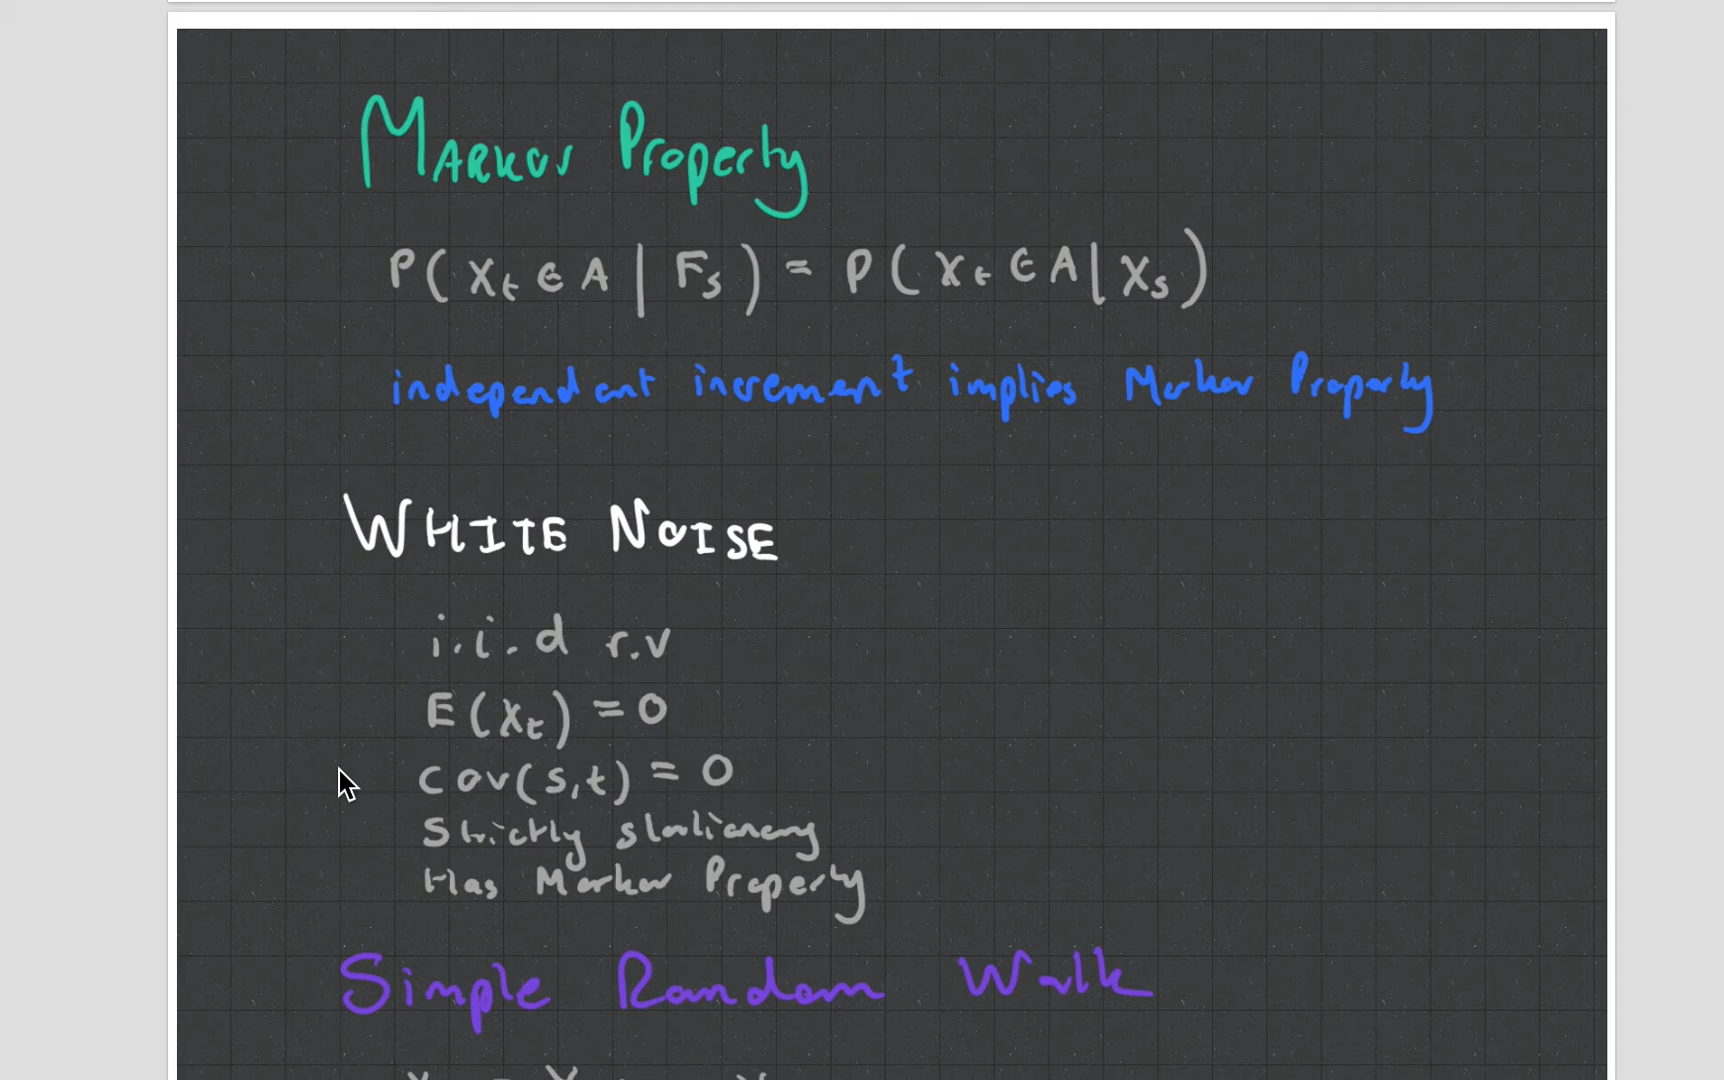 MARKOV Property
P( Xt ∈ A | Fs ) = P( Xt ∈ A | Xs )
independent increment implies Markov Property
WHITE NOISE
i.i.d r.v
E(Xt) = 0
Cov(s,t) = 0
Strictly stationary
Has Markov Property
Simple Random Walk